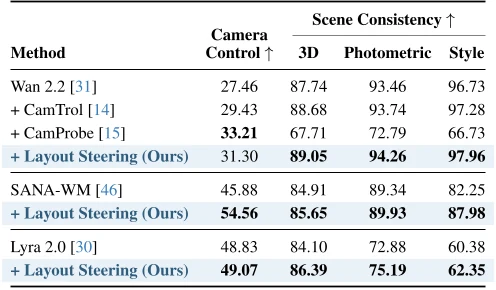 Scene Consistency ↑
Camera
Method Control ↑ 3D Photometric Style
Wan 2.2 [31] 27.46 87.74 93.46 96.73
+ CamTrol [14] 29.43 88.68 93.74 97.28
+ CamProbe [15] 33.21 67.71 72.79 66.73
+ Layout Steering (Ours) 31.30 89.05 94.26 97.96
SANA-WM [46] 45.88 84.91 89.34 82.25
+ Layout Steering (Ours) 54.56 85.65 89.93 87.98
Lyra 2.0 [30] 48.83 84.10 72.88 60.38
+ Layout Steering (Ours) 49.07 86.39 75.19 62.35